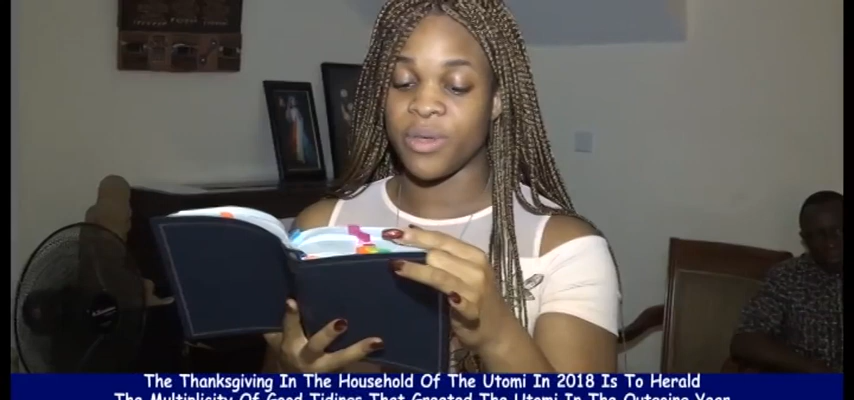 The Thanksgiving In The Household Of The Utomi In 2018 Is To Herald
The Multiplicity Of Good Tidings That Greeted The Utomi In The Outgoing Year